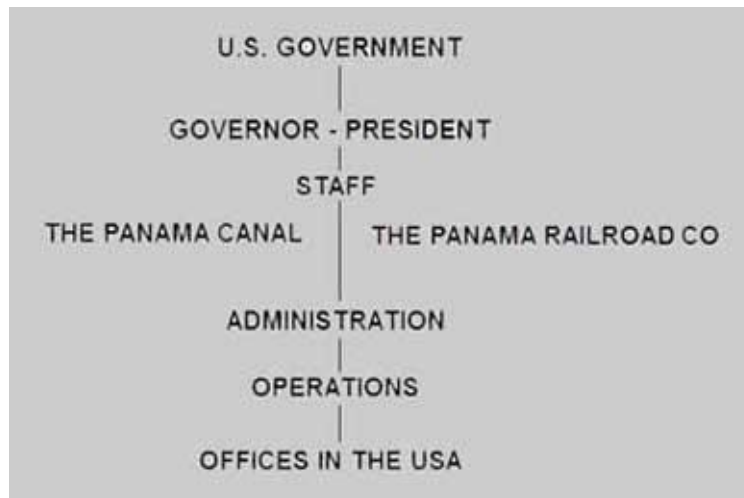 U.S. GOVERNMENT
GOVERNOR - PRESIDENT
STAFF
THE PANAMA CANAL THE PANAMA RAILROAD CO
ADMINISTRATION
OPERATIONS
OFFICES IN THE USA